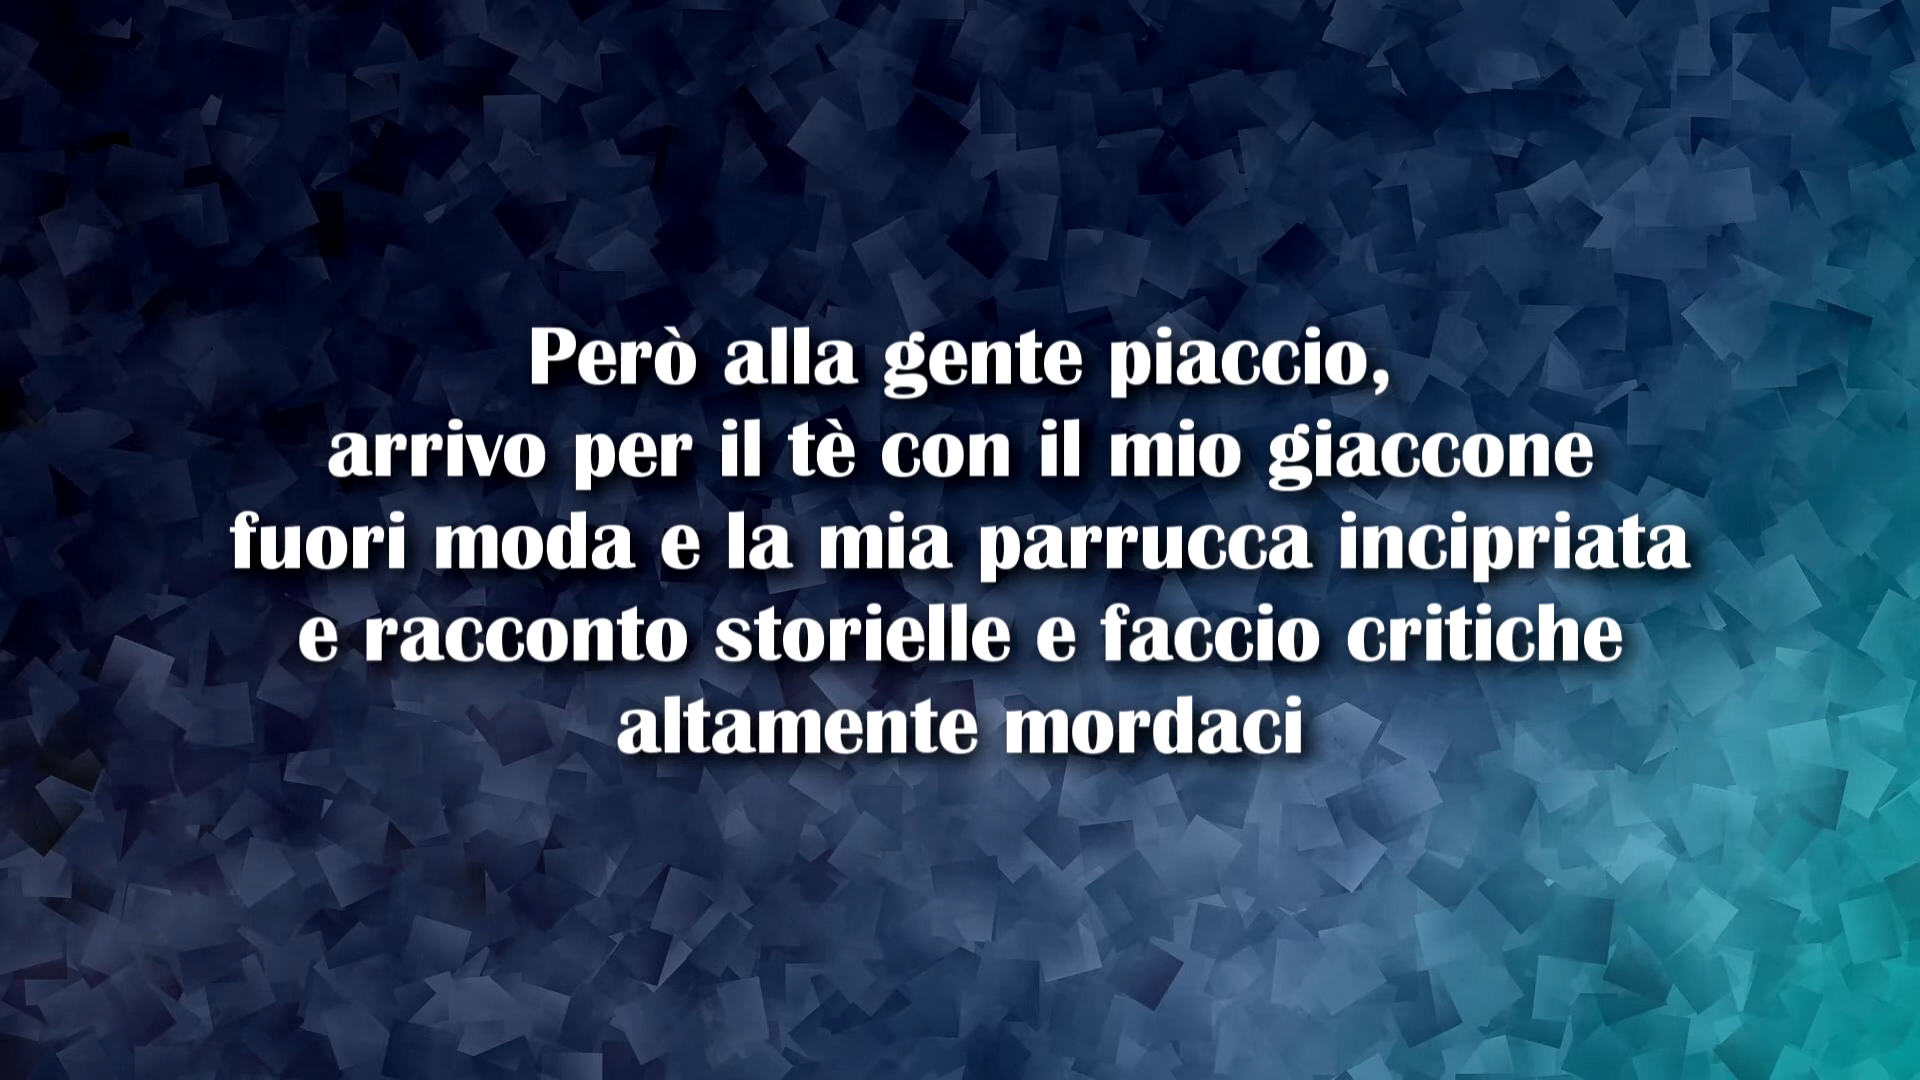 Però alla gente piaccio,
arrivo per il tè con il mio giaccone
fuori moda e la mia parrucca incipriata
e racconto storielle e faccio critiche
altamente mordaci